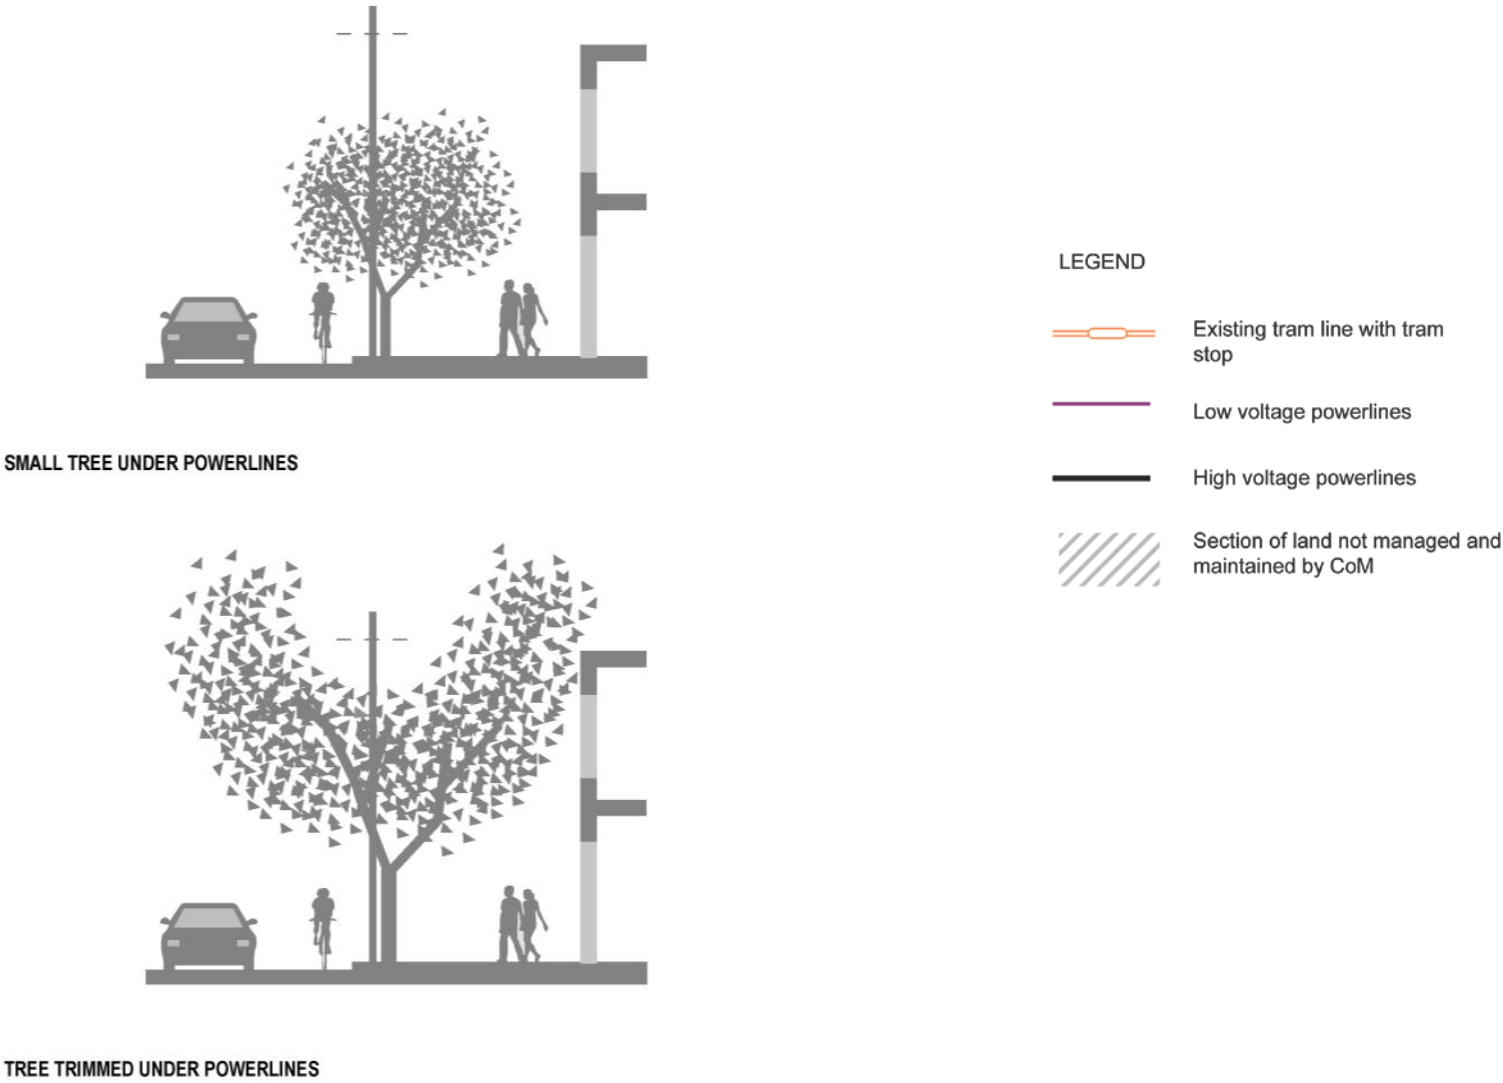 SMALL TREE UNDER POWERLINES
TREE TRIMMED UNDER POWERLINES
LEGEND
Existing tram line with tram
stop
Low voltage powerlines
High voltage powerlines
Section of land not managed and
maintained by CoM